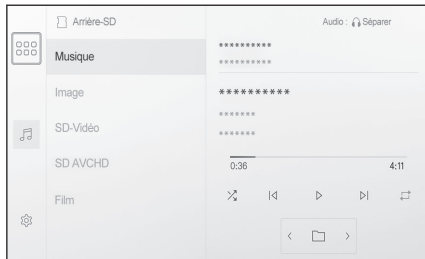 Arrière-SD
Audio : Séparer
Musique
**********
**********
Image
**********
SD-Vidéo
*******
*******
SD AVCHD
0:36
4:11
Film